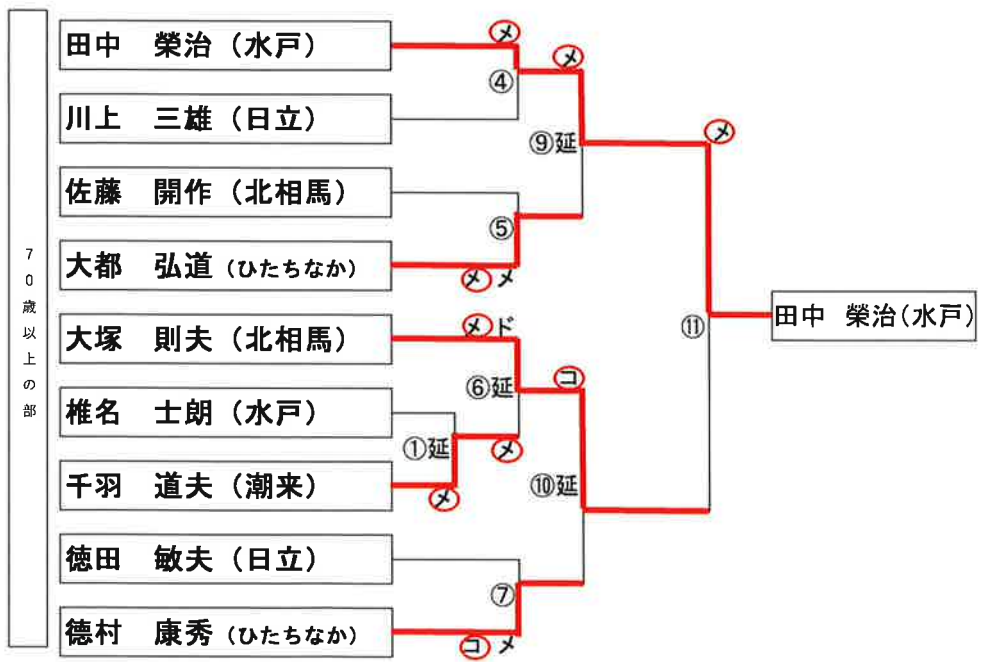 70歳以上の部
田中 榮治（水戸）
川上 三雄（日立）
佐藤 開作（北相馬）
大都 弘道（ひたちなか）
大塚 則夫（北相馬）
椎名 士朗（水戸）
千羽 道夫（潮来）
徳田 敏夫（日立）
德村 康秀（ひたちなか）
メ
④
メ
⑨延
⑤
メ メ
メ ド
⑥延
①延
メ
メ
コ
⑩延
⑦
コ メ
メ
⑪
田中 榮治（水戸）